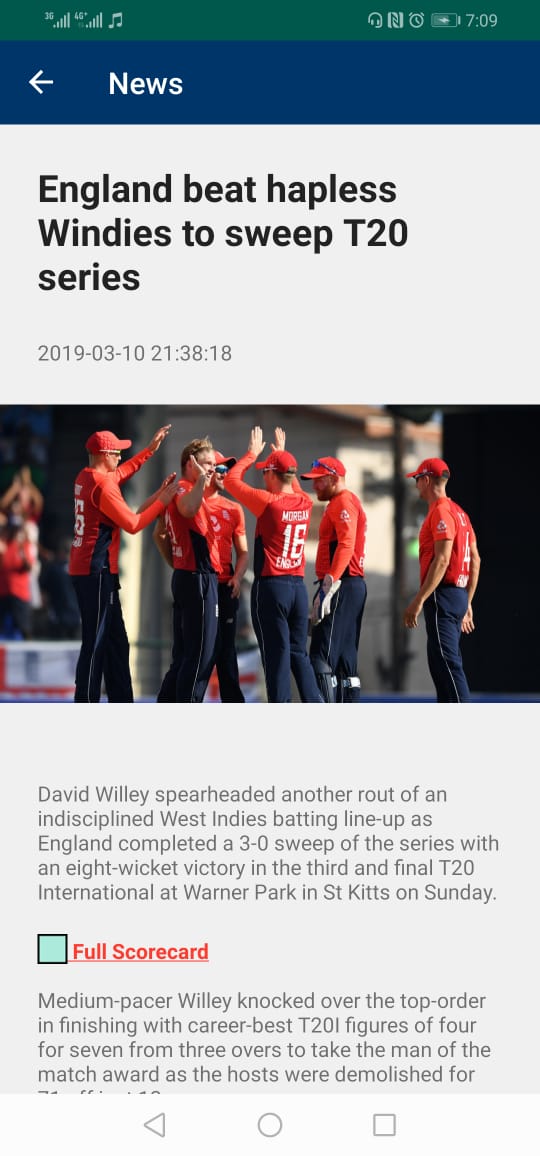 3G 4G+ 7:09
News
England beat hapless
Windies to sweep T20
series
2019-03-10 21:38:18
MORGAN
16
David Willey spearheaded another rout of an
indisciplined West Indies batting line-up as
England completed a 3-0 sweep of the series with
an eight-wicket victory in the third and final T20
International at Warner Park in St Kitts on Sunday.
Full Scorecard
Medium-pacer Willey knocked over the top-order
in finishing with career-best T20I figures of four
for seven from three overs to take the man of the
match award as the hosts were demolished for